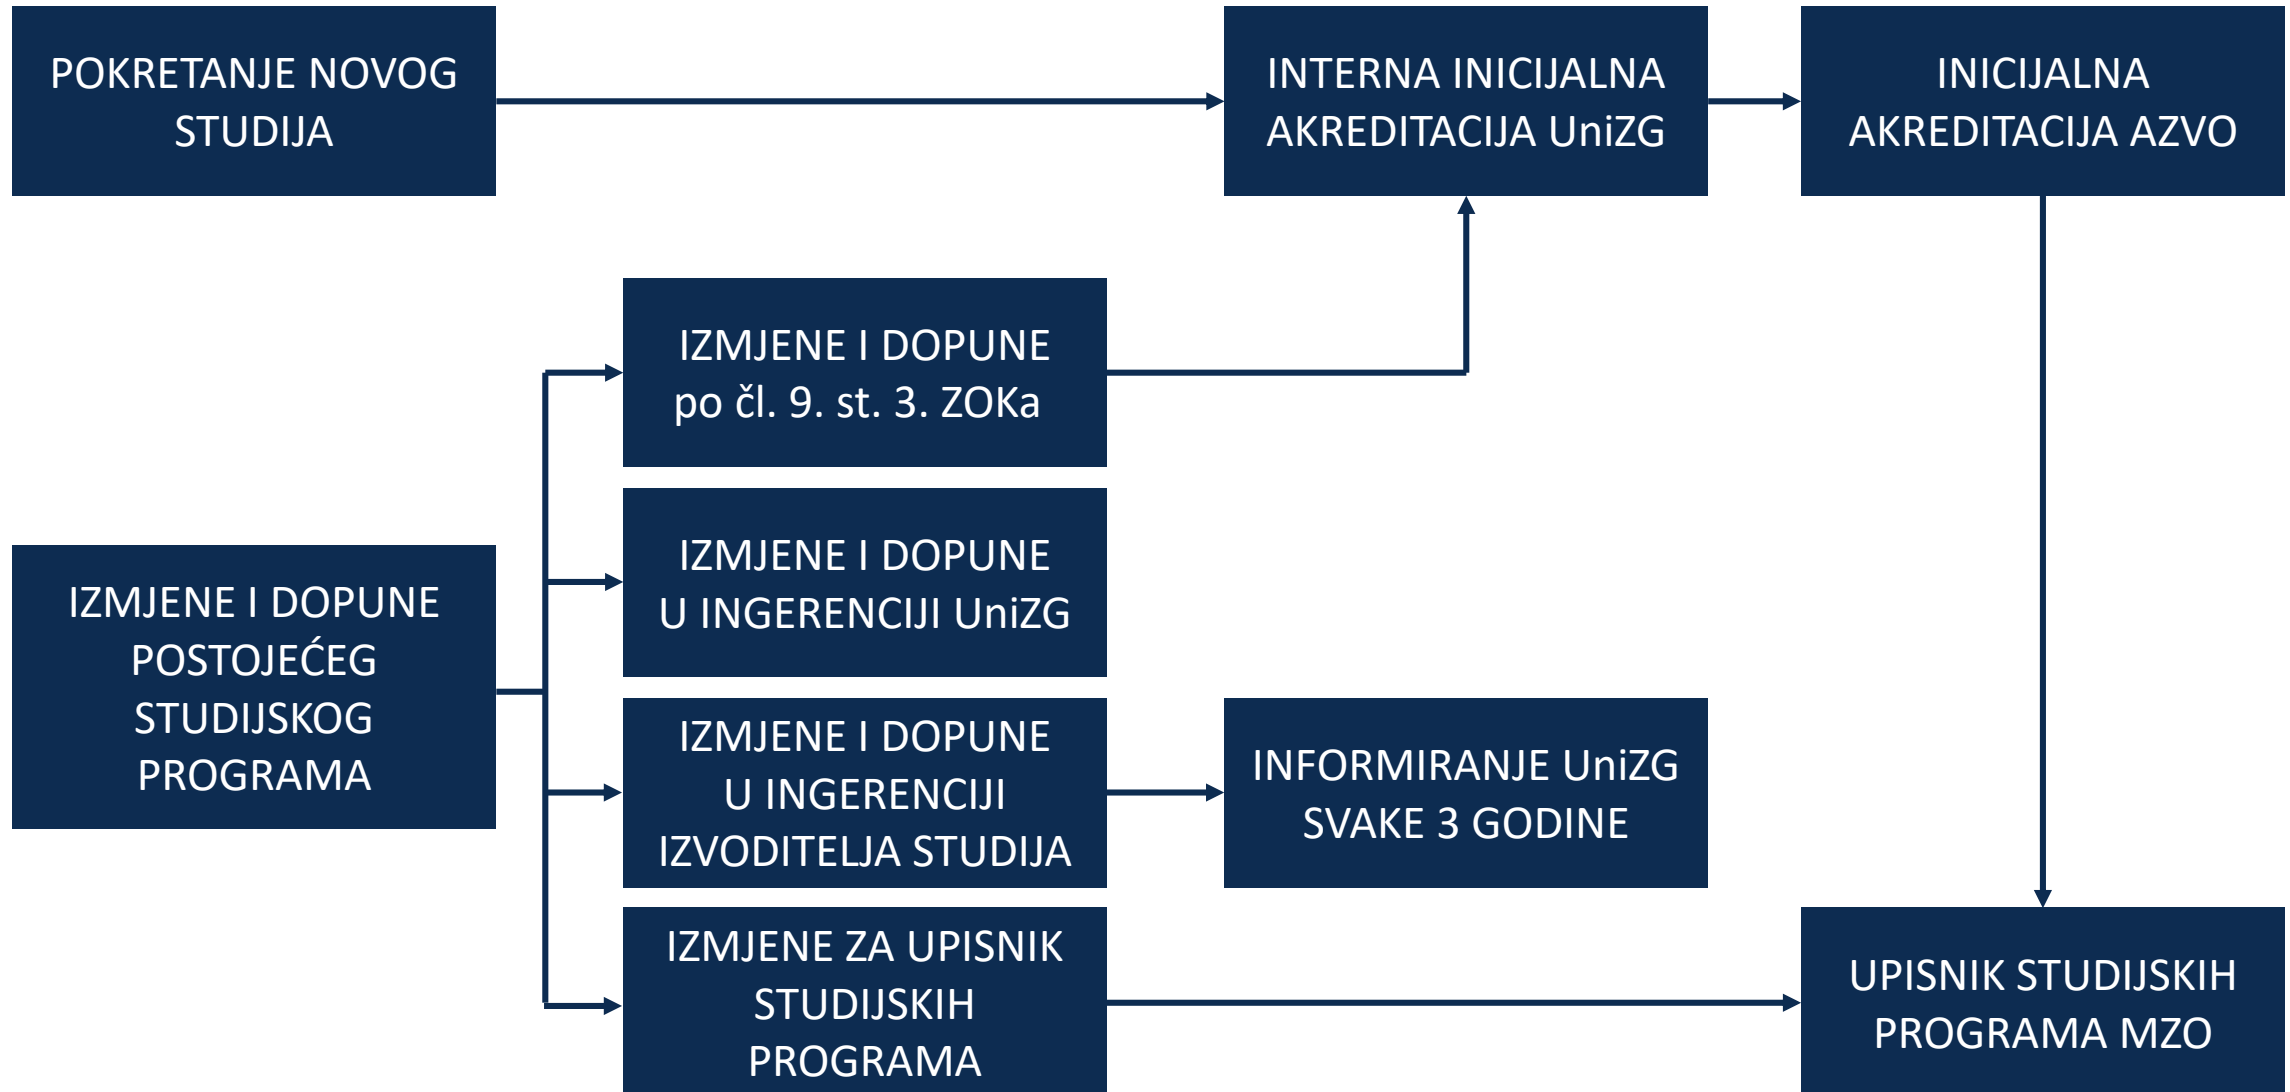 POKRETANJE NOVOG
STUDIJA
INTERNA INICIJALNA
AKREDITACIJA UniZG
INICIJALNA
AKREDITACIJA AZVO
IZMJENE I DOPUNE
po čl. 9. st. 3. ZOKa
IZMJENE I DOPUNE
U INGERENCIJI UniZG
IZMJENE I DOPUNE
POSTOJEĆEG
STUDIJSKOG
PROGRAMA
IZMJENE I DOPUNE
U INGERENCIJI
IZVODITELJA STUDIJA
INFORMIRANJE UniZG
SVAKE 3 GODINE
IZMJENE ZA UPISNIK
STUDIJSKIH
PROGRAMA
UPISNIK STUDIJSKIH
PROGRAMA MZO